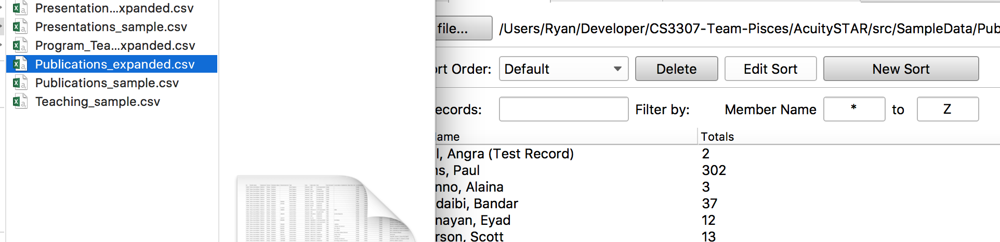 Presentation...xpanded.csv
Presentations_sample.csv
Program_Tea...xpanded.csv
Publications_expanded.csv
Publications_sample.csv
Teaching_sample.csv
file... /Users/Ryan/Developer/CS3307-Team-Pisces/AcuitySTAR/src/SampleData/Pub
ort Order: Default Delete Edit Sort New Sort
ecords: Filter by: Member Name * to Z
ame Totals
l, Angra (Test Record) 2
ns, Paul 302
nno, Alaina 3
daibi, Bandar 37
nayan, Eyad 12
rson, Scott 13